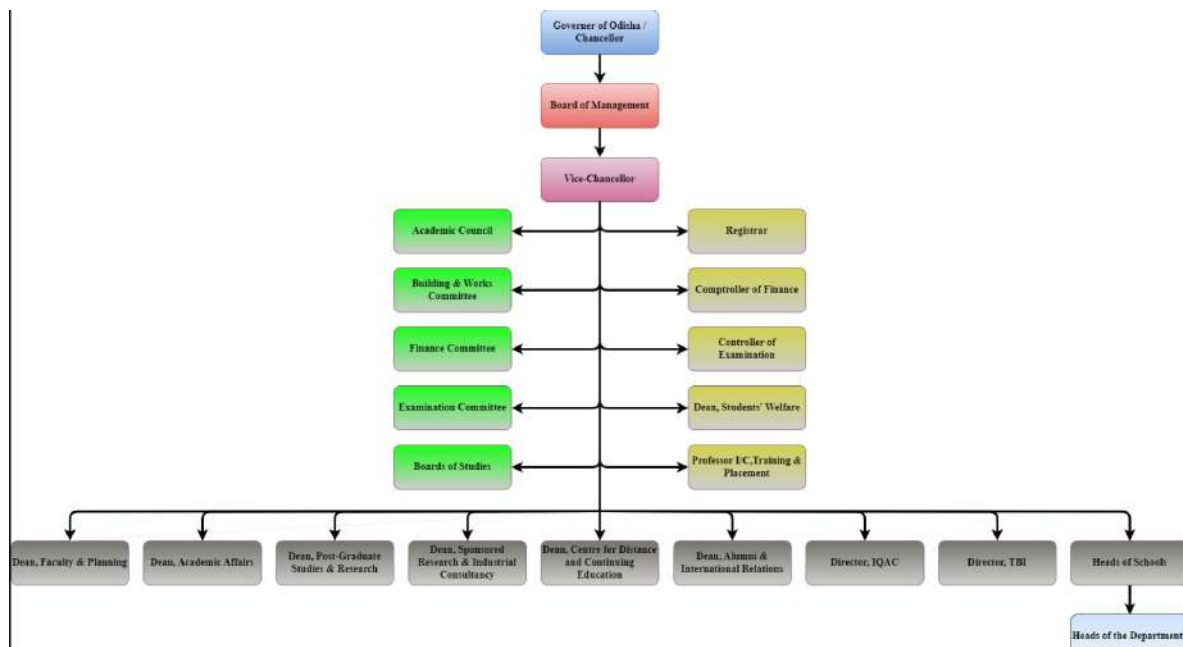 Governer of Odisha /
Chancellor
Board of Management
Vice-Chancellor
Academic Council
Registrar
Building & Works
Committee
Comptroller of Finance
Finance Committee
Controller of
Examination
Examination Committee
Dean, Students' Welfare
Boards of Studies
Professor I/C,Training &
Placement
Dean, Faculty & Planning
Dean, Academic Affairs
Dean, Post-Graduate
Studies & Research
Dean, Sponsored
Research & Industrial
Consultancy
Dean, Centre for Distance
and Continuing
Education
Dean, Alumni &
International Relations
Director, IQAC
Director, TBI
Heads of Schools
Heads of the Department